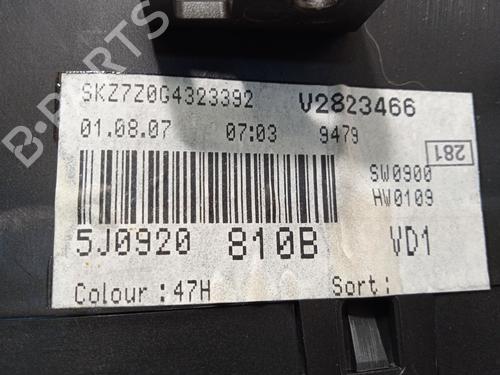 SKZ7Z0G4323392 V2823466
01.08.07 07:03 9479
281
SW0900
HW0109
5J0920 810B VD1
Colour :47H Sort:
B-PARTS